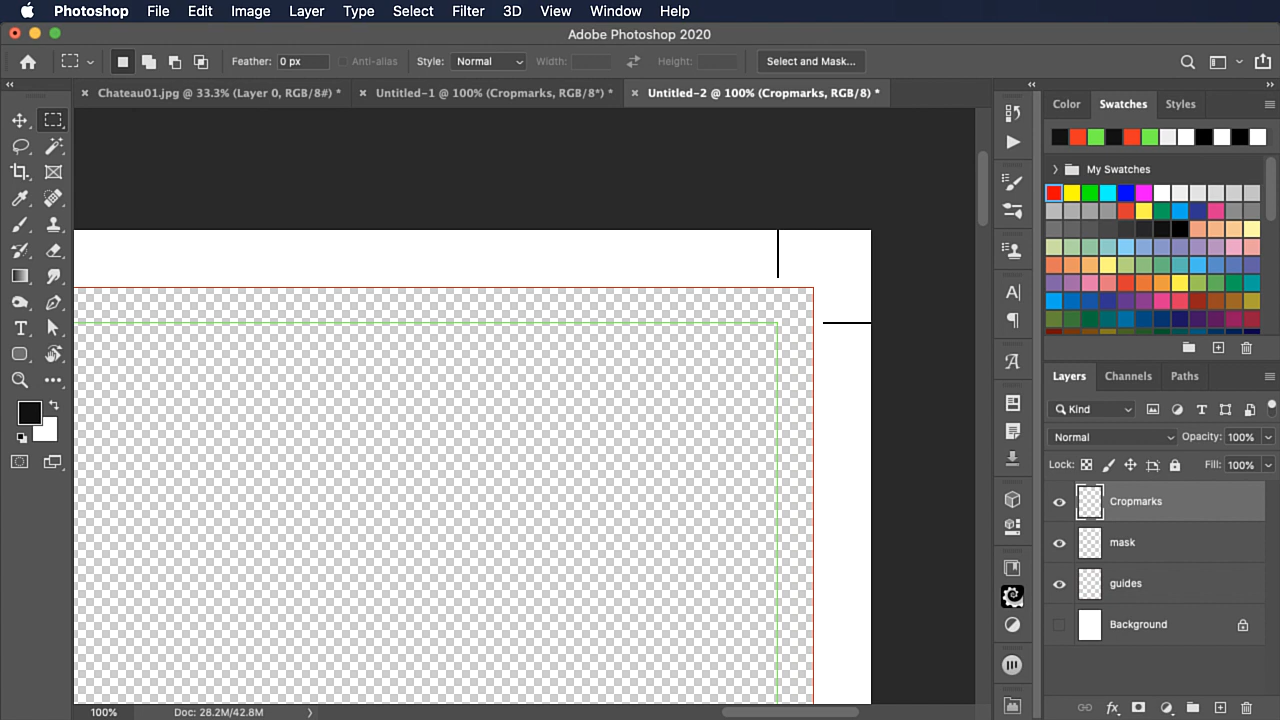 Photoshop File Edit Image Layer Type Select Filter 3D View Window Help
Adobe Photoshop 2020
Feather: 0 px Anti-alias Style: Normal Width: Height: Select and Mask...
Chateau01.jpg @ 33.3% (Layer 0, RGB/8#) * Untitled-1 @ 100% (Cropmarks, RGB/8*) * Untitled-2 @ 100% (Cropmarks, RGB/8) *
Color Swatches Styles
My Swatches
Layers Channels Paths
Kind
Normal Opacity: 100%
Lock: Fill: 100%
Cropmarks
mask
guides
Background
100% Doc: 28.2M/42.8M